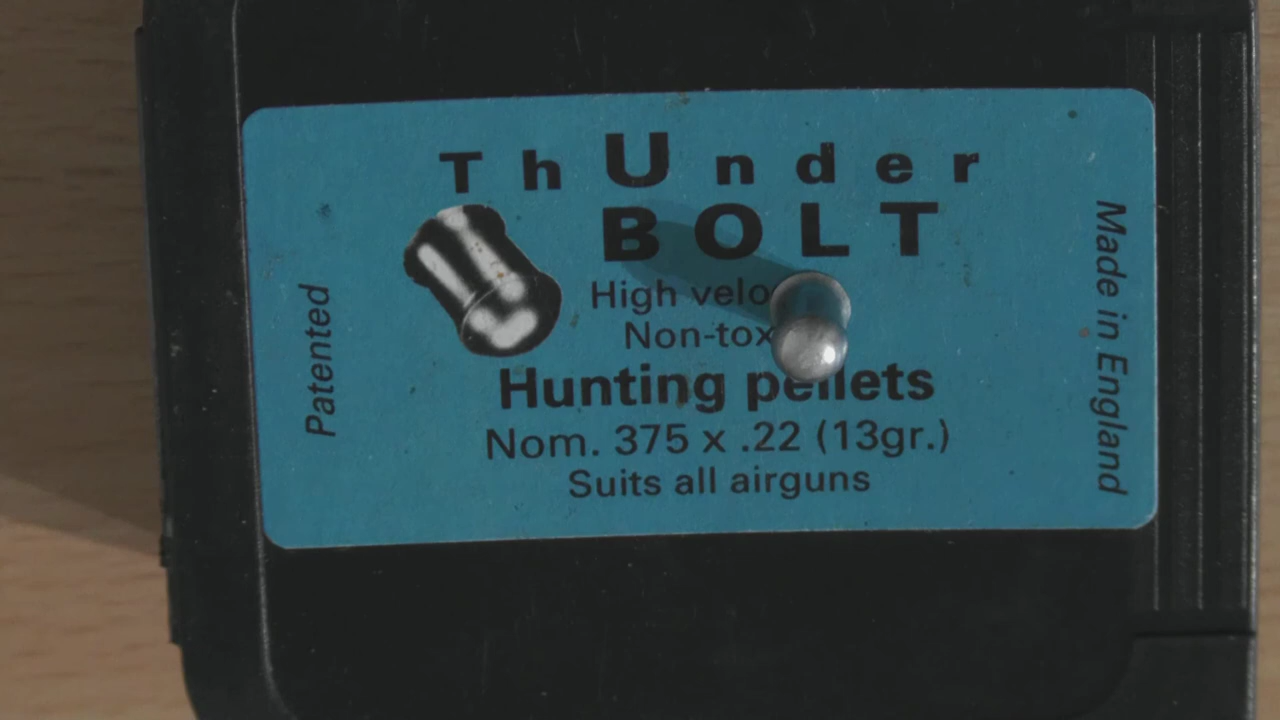 ThUnder
BOLT
High velo
Non-tox
Hunting pellets
Nom. 375 x .22 (13gr.)
Suits all airguns
Patented
Made in England